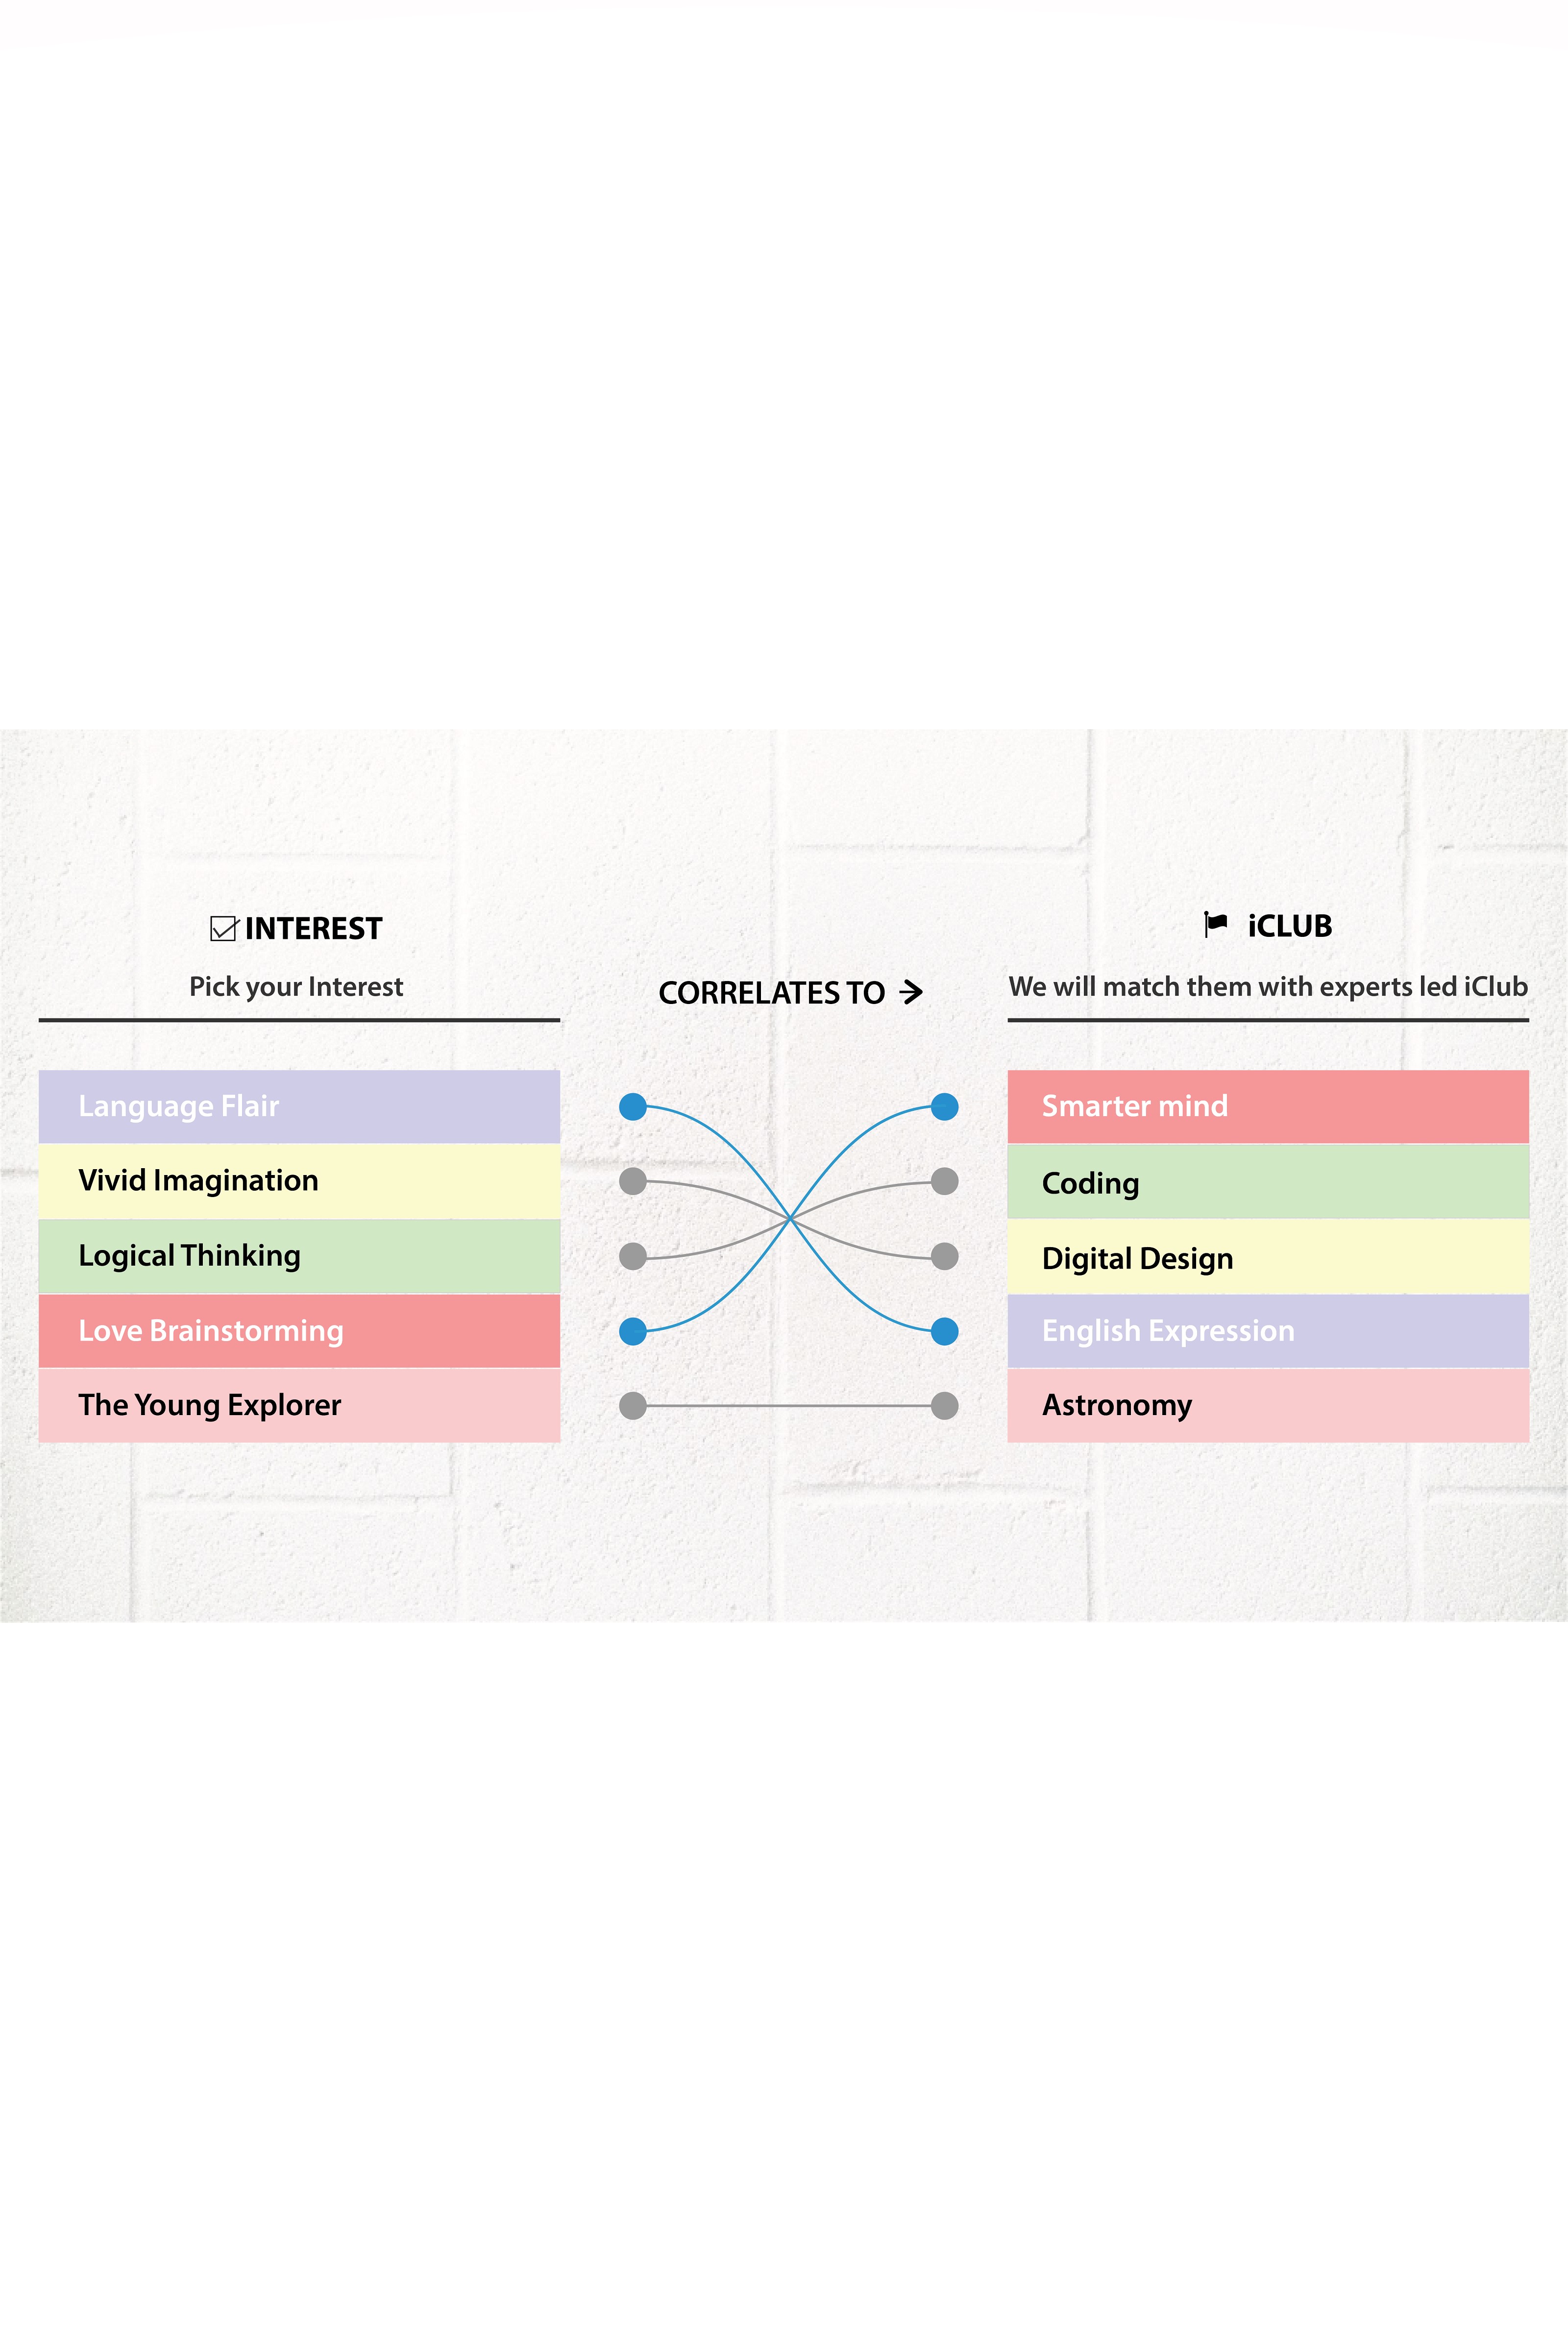 INTEREST
Pick your Interest
CORRELATES TO
iCLUB
We will match them with experts led iClub
Language Flair
Vivid Imagination
Logical Thinking
Love Brainstorming
The Young Explorer
Smarter mind
Coding
Digital Design
English Expression
Astronomy